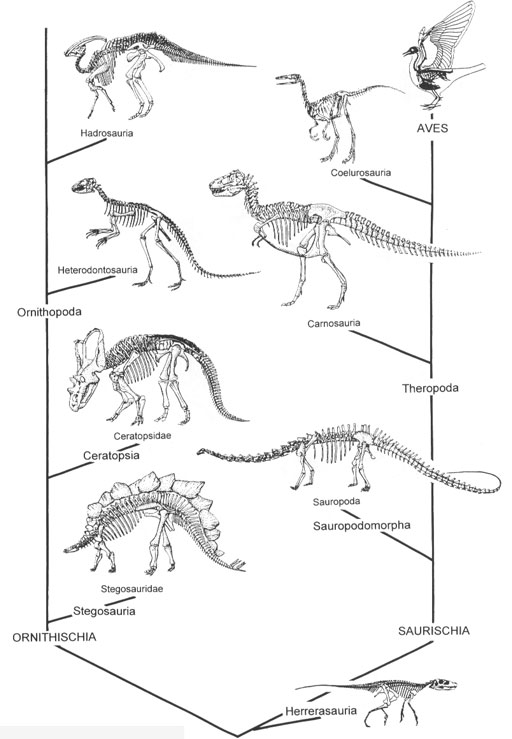 AVES
Hadrosauria
Coelurosauria
Heterodontosauria
Ornithopoda
Carnosauria
Theropoda
Ceratopsidae
Ceratopsia
Sauropoda
Sauropodomorpha
Stegosauridae
Stegosauria
ORNITHISCHIA
SAURISCHIA
Herrerasauria